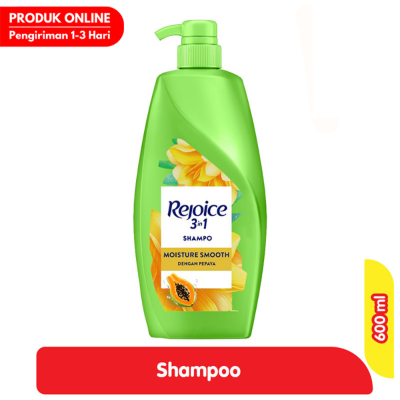 PRODUK ONLINE
Pengiriman 1-3 Hari
Rejoice
3in1
SHAMPO
MOISTURE SMOOTH
DENGAN PEPAYA
600 ml
Shampoo